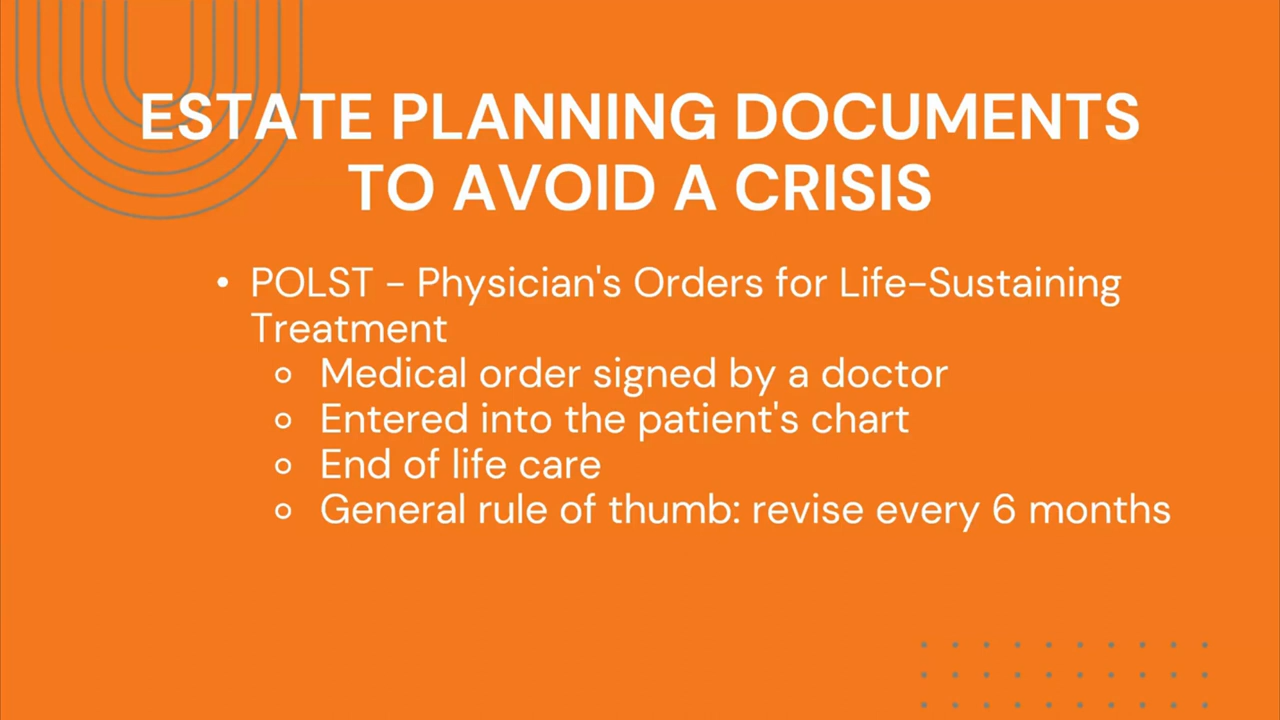 ESTATE PLANNING DOCUMENTS
TO AVOID A CRISIS
• POLST - Physician's Orders for Life-Sustaining
Treatment
◦ Medical order signed by a doctor
◦ Entered into the patient's chart
◦ End of life care
◦ General rule of thumb: revise every 6 months